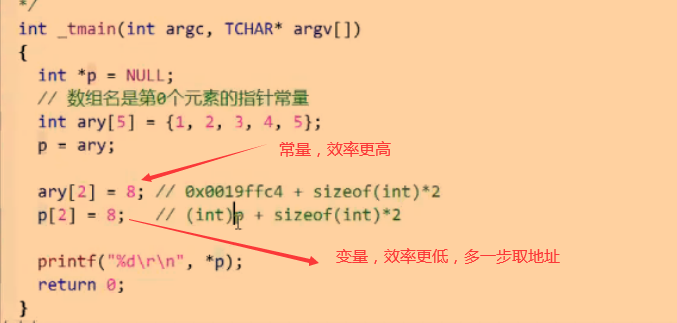 */
int _tmain(int argc, TCHAR* argv[])
{
int *p = NULL;
// 数组名是第0个元素的指针常量
int ary[5] = {1, 2, 3, 4, 5};
p = ary;
常量，效率更高
ary[2] = 8; // 0x0019ffc4 + sizeof(int)*2
p[2] = 8; // (int)p + sizeof(int)*2
变量，效率更低，多一步取地址
printf("%d\r\n", *p);
return 0;
}